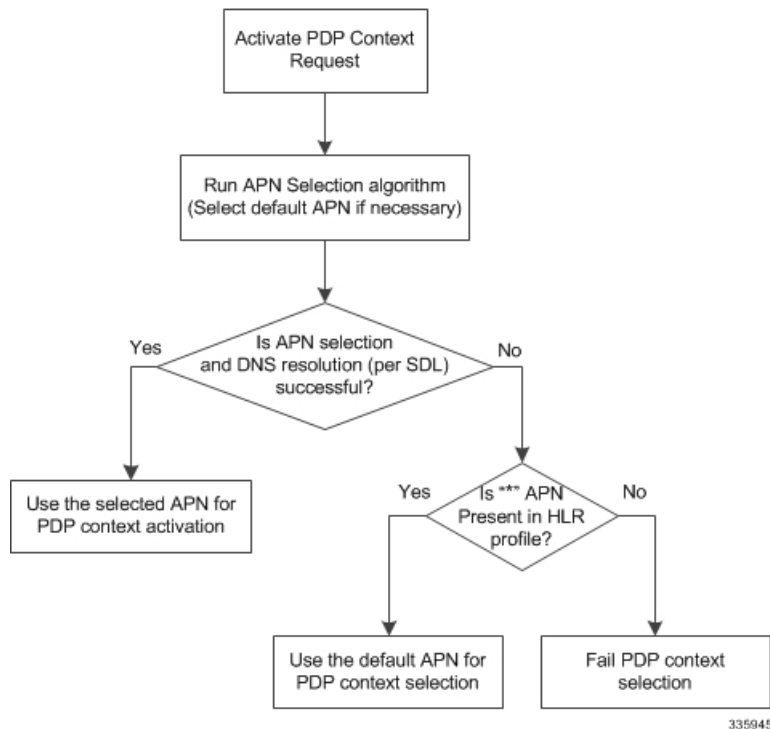 Activate PDP Context
Request
Run APN Selection algorithm
(Select default APN if necessary)
Is APN selection
and DNS resolution (per SDL)
successful?
Yes
No
Use the selected APN for
PDP context activation
Is "*" APN
Present in HLR
profile?
Yes
No
Use the default APN for
PDP context selection
Fail PDP context
selection
335945